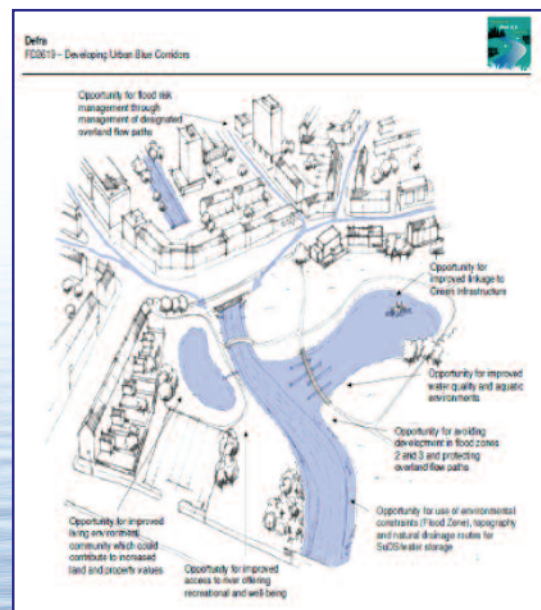 Defra
FD2619 – Developing Urban Blue Corridors
Opportunity for flood risk
management through
management of designated
overland flow paths
Opportunity for
improved linkage to
Green Infrastructure
Opportunity for improved
water quality and aquatic
environments
Opportunity for avoiding
development in flood zones
2 and 3 and protecting
overland flow paths
Opportunity for use of environmental
constraints (Flood Zone), topography
and natural drainage routes for
SuDS/water storage
Opportunity for improved
living environment/
community which could
contribute to increased
land and property values
Opportunity for improved
access to river offering
recreational and well-being